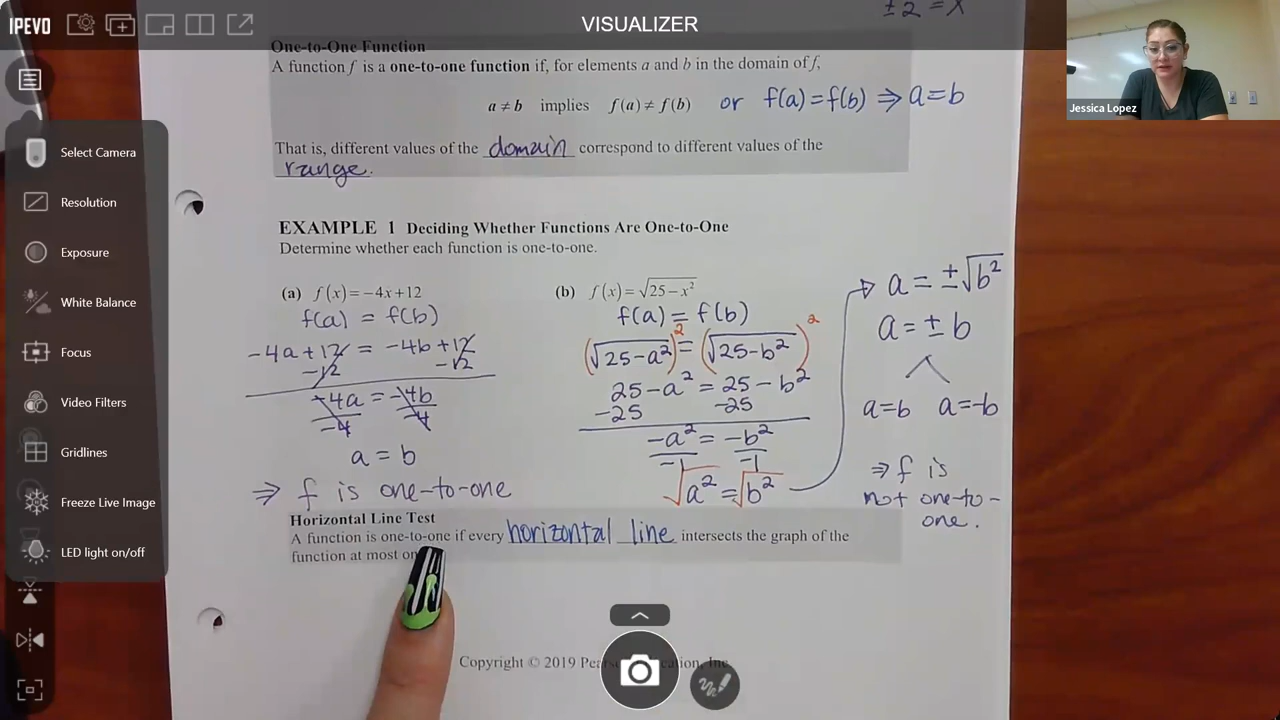 IPEVO
VISUALIZER
± 2 = x
Jessica Lopez
Select Camera
Resolution
Exposure
White Balance
Focus
Video Filters
Gridlines
Freeze Live Image
LED light on/off
One-to-One Function
A function f is a one-to-one function if, for elements a and b in the domain of f,
a ≠ b implies f(a) ≠ f(b) or f(a) = f(b) ⇒ a = b
That is, different values of the domain correspond to different values of the
range.
EXAMPLE 1 Deciding Whether Functions Are One-to-One
Determine whether each function is one-to-one.
(a) f(x) = −4x + 12
f(a) = f(b)
-4a + 12 = -4b + 12
-12 -12
-4a = -4b
-4 -4
a = b
⇒ f is one-to-one
(b) f(x) = √25 − x²
f(a) = f(b)
(√25 - a²)² = (√25 - b²)²
25 - a² = 25 - b²
-25 -25
-a² = -b²
-1 -1
√a² = √b²
a = ±√b²
a = ± b
a = b a = -b
⇒ f is
not one-to-
one.
Horizontal Line Test
A function is one-to-one if every horizontal line intersects the graph of the
function at most
Copyright © 2019 Inc.